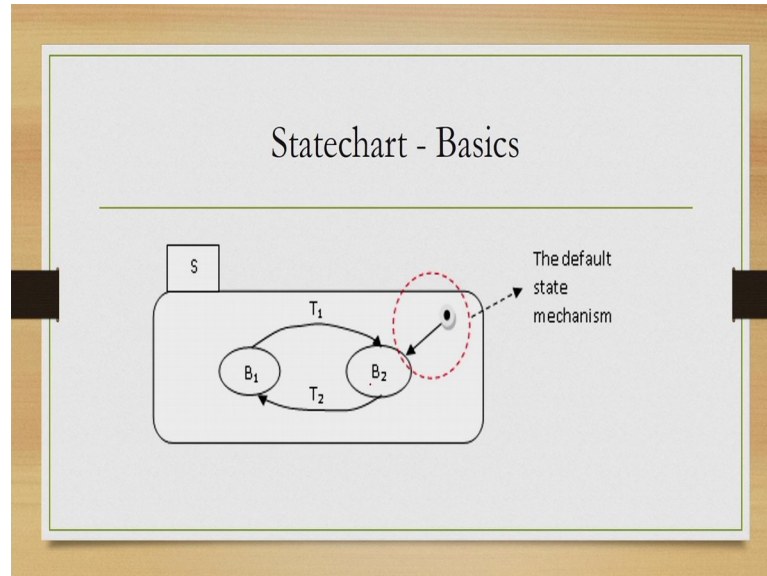 Statechart - Basics
S
The default
state
mechanism
T₁
B₁
B₂
T₂